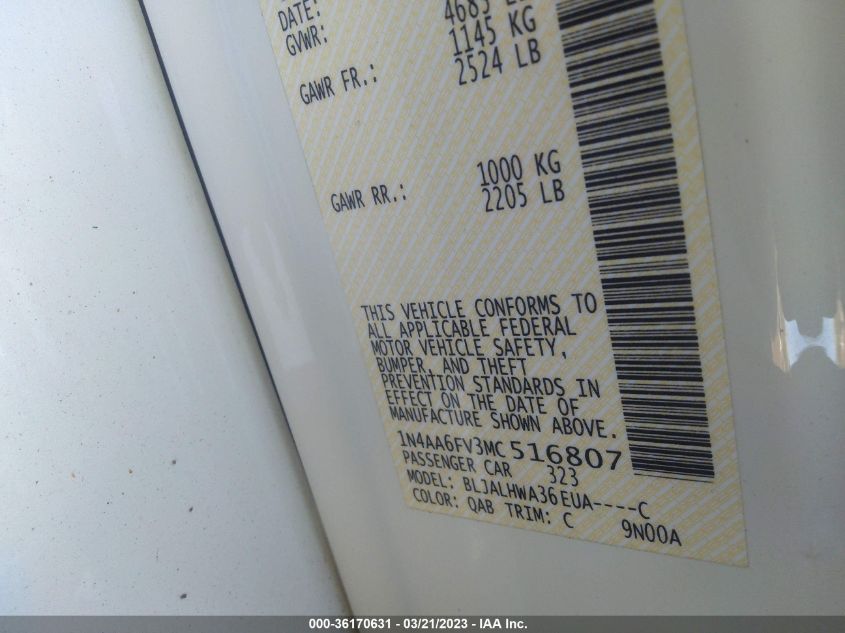 DATE:
GVWR: 4685
1145 KG
GAWR FR.: 2524 LB
1000 KG
GAWR RR.: 2205 LB
THIS VEHICLE CONFORMS TO
ALL APPLICABLE FEDERAL
MOTOR VEHICLE SAFETY,
BUMPER, AND THEFT
PREVENTION STANDARDS IN
EFFECT ON THE DATE OF
MANUFACTURE SHOWN ABOVE.
1N4AA6FV3MC516807
PASSENGER CAR 323
MODEL: BLJALHWA36EUA----C
COLOR: QAB TRIM: C 9N00A
000-36170631 - 03/21/2023 - IAA Inc.